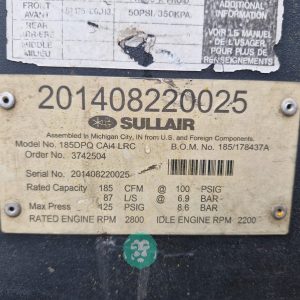 FRONT
AVANT
REAR
ARRIÈRE
MIDDLE
MILIEU
50PSI, 350KPA
ADDITIONAL
INFORMATION
VOIR LE MANUEL
DE L'USAGER
POUR PLUS DE
RENSEIGNEMENTS
201408220025
SULLAIR
Assembled in Michigan City, IN from U.S. and Foreign Components.
Model No. 185DPQ CAI4 LRC B.O.M. No. 185/178437A
Order No. 3742504
Serial No. 201408220025
Rated Capacity 185 CFM @ 100 PSIG
87 L/S @ 6.9 BAR
Max Press 125 PSIG
8.6 BAR
RATED ENGINE RPM 2800 IDLE ENGINE RPM 2200